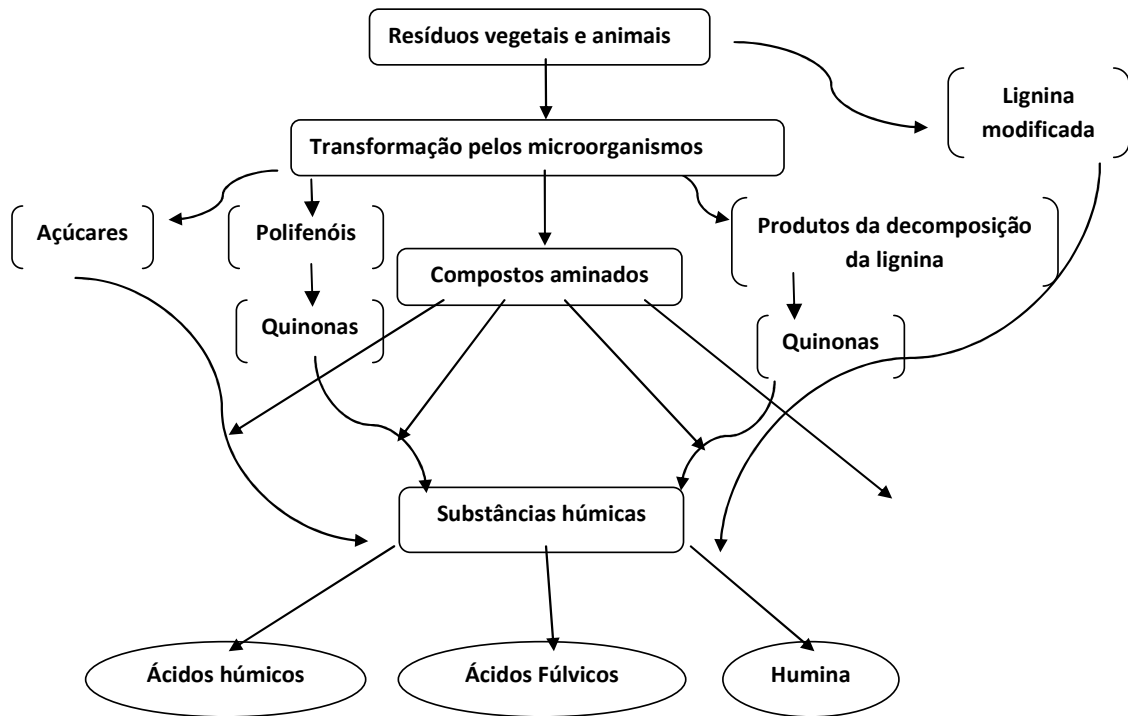 Resíduos vegetais e animais
Lignina
modificada
Transformação pelos microorganismos
Açúcares
Polifenóis
Produtos da decomposição
da lignina
Compostos aminados
Quinonas
Quinonas
Substâncias húmicas
Ácidos húmicos
Ácidos Fúlvicos
Humina